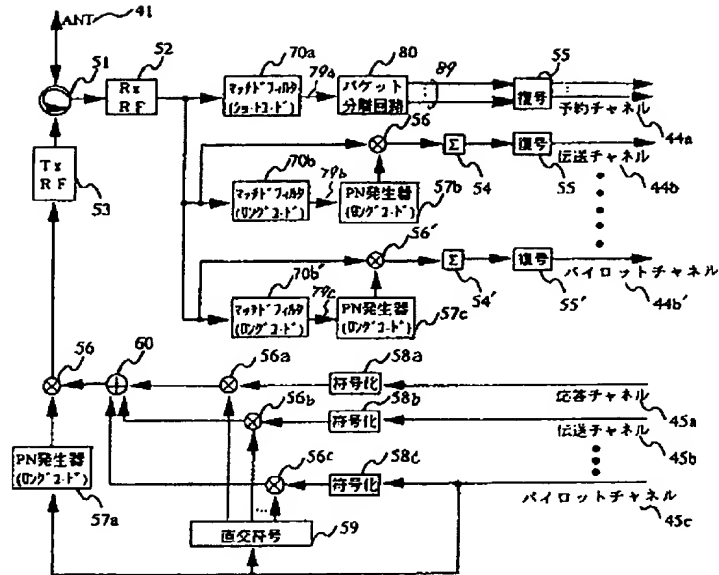 ANT
41
51
52
Rx
RF
70a
マッチドフィルタ
(ショートコード)
79a
80
パケット
分離回路
89
55
復号
予約チャネル
44a
Tx
RF
53
56
Σ
54
復号
55
伝送チャネル
44b
70b
マッチドフィルタ
(ロングコード)
79b
PN発生器
(ロングコード)
57b
56'
Σ
54'
復号
55'
パイロットチャネル
44b'
70b'
マッチドフィルタ
(ロングコード)
79c
PN発生器
(ロングコード)
57c
56
60
56a
58a
符号化
応答チャネル
45a
56b
58b
符号化
伝送チャネル
45b
56c
58c
符号化
パイロットチャネル
45c
PN発生器
(ロングコード)
57a
直交符号
59